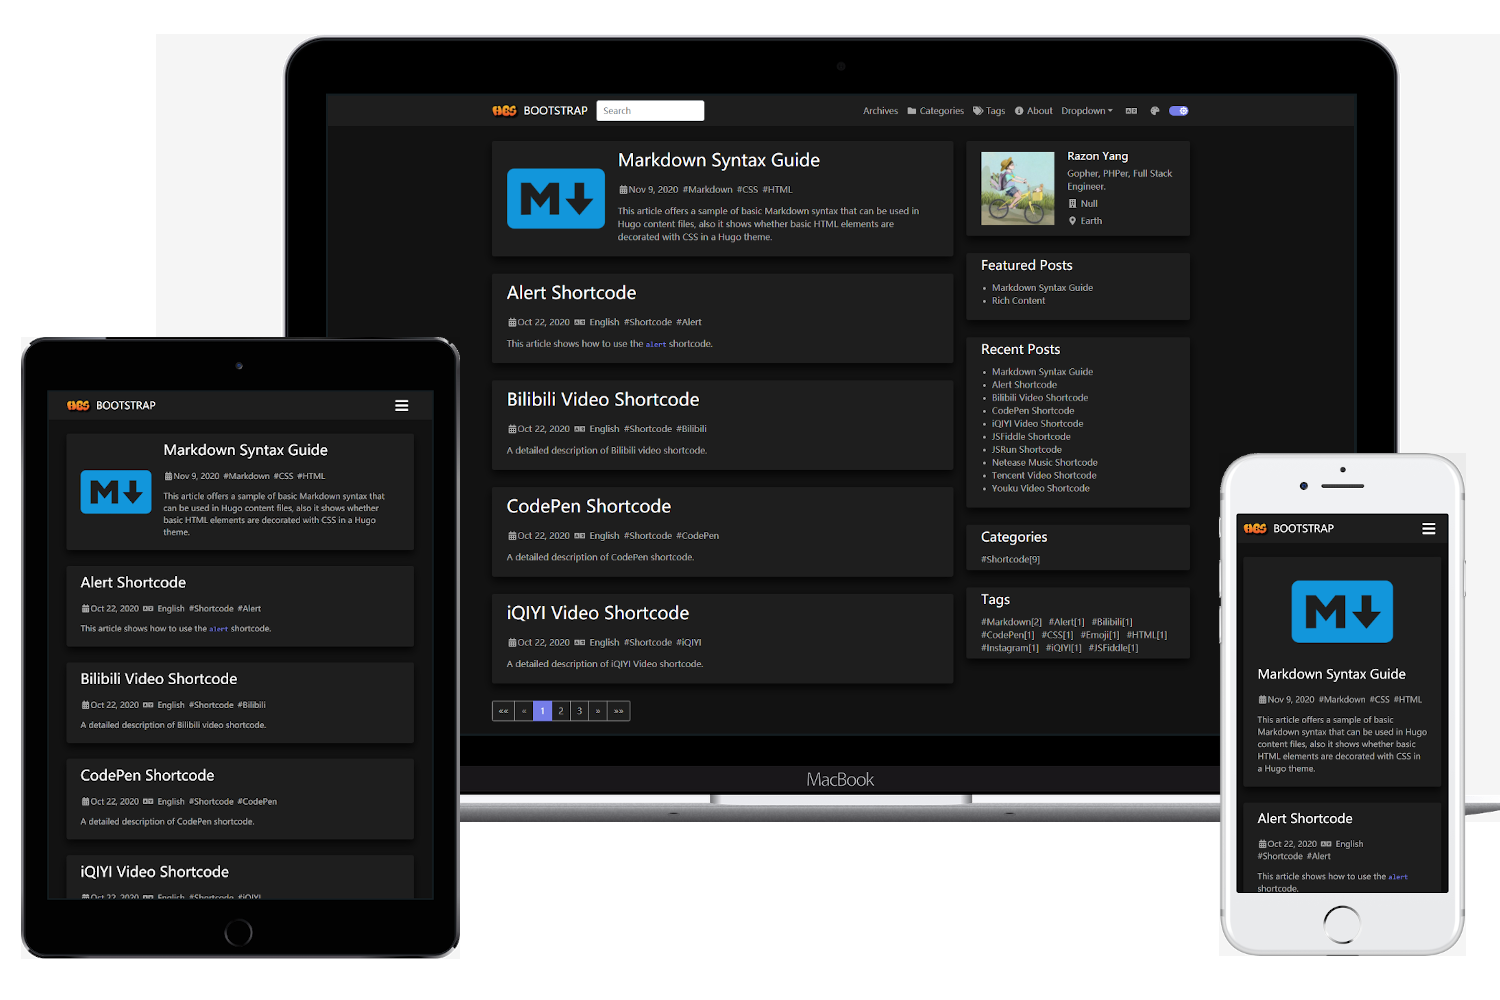 HBS BOOTSTRAP Search Archives Categories Tags About Dropdown
Markdown Syntax Guide
Nov 9, 2020 #Markdown #CSS #HTML
This article offers a sample of basic Markdown syntax that can be used in
Hugo content files, also it shows whether basic HTML elements are
decorated with CSS in a Hugo theme.
M
Alert Shortcode
Oct 22, 2020 English #Shortcode #Alert
This article shows how to use the alert shortcode.
Bilibili Video Shortcode
Oct 22, 2020 English #Shortcode #Bilibili
A detailed description of Bilibili video shortcode.
CodePen Shortcode
Oct 22, 2020 English #Shortcode #CodePen
A detailed description of CodePen shortcode.
iQIYI Video Shortcode
Oct 22, 2020 English #Shortcode #iQIYI
A detailed description of iQIYI Video shortcode.
«« « 1 2 3 » »»
Razon Yang
Gopher, PHPer, Full Stack
Engineer.
Null
Earth
Featured Posts
Markdown Syntax Guide
Rich Content
Recent Posts
Markdown Syntax Guide
Alert Shortcode
Bilibili Video Shortcode
CodePen Shortcode
iQIYI Video Shortcode
JSFiddle Shortcode
JSRun Shortcode
Netease Music Shortcode
Tencent Video Shortcode
Youku Video Shortcode
Categories
#Shortcode[9]
Tags
#Markdown[2] #Alert[1] #Bilibili[1]
#CodePen[1] #CSS[1] #Emoji[1] #HTML[1]
#Instagram[1] #iQIYI[1] #JSFiddle[1]
MacBook
HBS BOOTSTRAP
Markdown Syntax Guide
Nov 9, 2020 #Markdown #CSS #HTML
M
This article offers a sample of basic Markdown syntax that
can be used in Hugo content files, also it shows whether
basic HTML elements are decorated with CSS in a Hugo
theme.
Alert Shortcode
Oct 22, 2020 English #Shortcode #Alert
This article shows how to use the alert shortcode.
Bilibili Video Shortcode
Oct 22, 2020 English #Shortcode #Bilibili
A detailed description of Bilibili video shortcode.
CodePen Shortcode
Oct 22, 2020 English #Shortcode #CodePen
A detailed description of CodePen shortcode.
iQIYI Video Shortcode
Oct 22, 2020 English #Shortcode #iQIYI
HBS BOOTSTRAP
M
Markdown Syntax Guide
Nov 9, 2020 #Markdown #CSS #HTML
This article offers a sample of basic
Markdown syntax that can be used in Hugo
content files, also it shows whether basic
HTML elements are decorated with CSS in
a Hugo theme.
Alert Shortcode
Oct 22, 2020 English
#Shortcode #Alert
This article shows how to use the alert
shortcode.